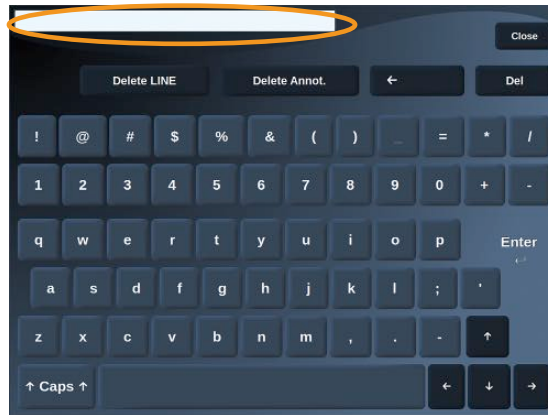 Close
Delete LINE Delete Annot. ← Del
! @ # $ % & ( ) _ = * /
1 2 3 4 5 6 7 8 9 0 + -
q w e r t y u i o p Enter ↵
a s d f g h j k l ; '
z x c v b n m , . - ↑
↑ Caps ↑ ← ↓ →